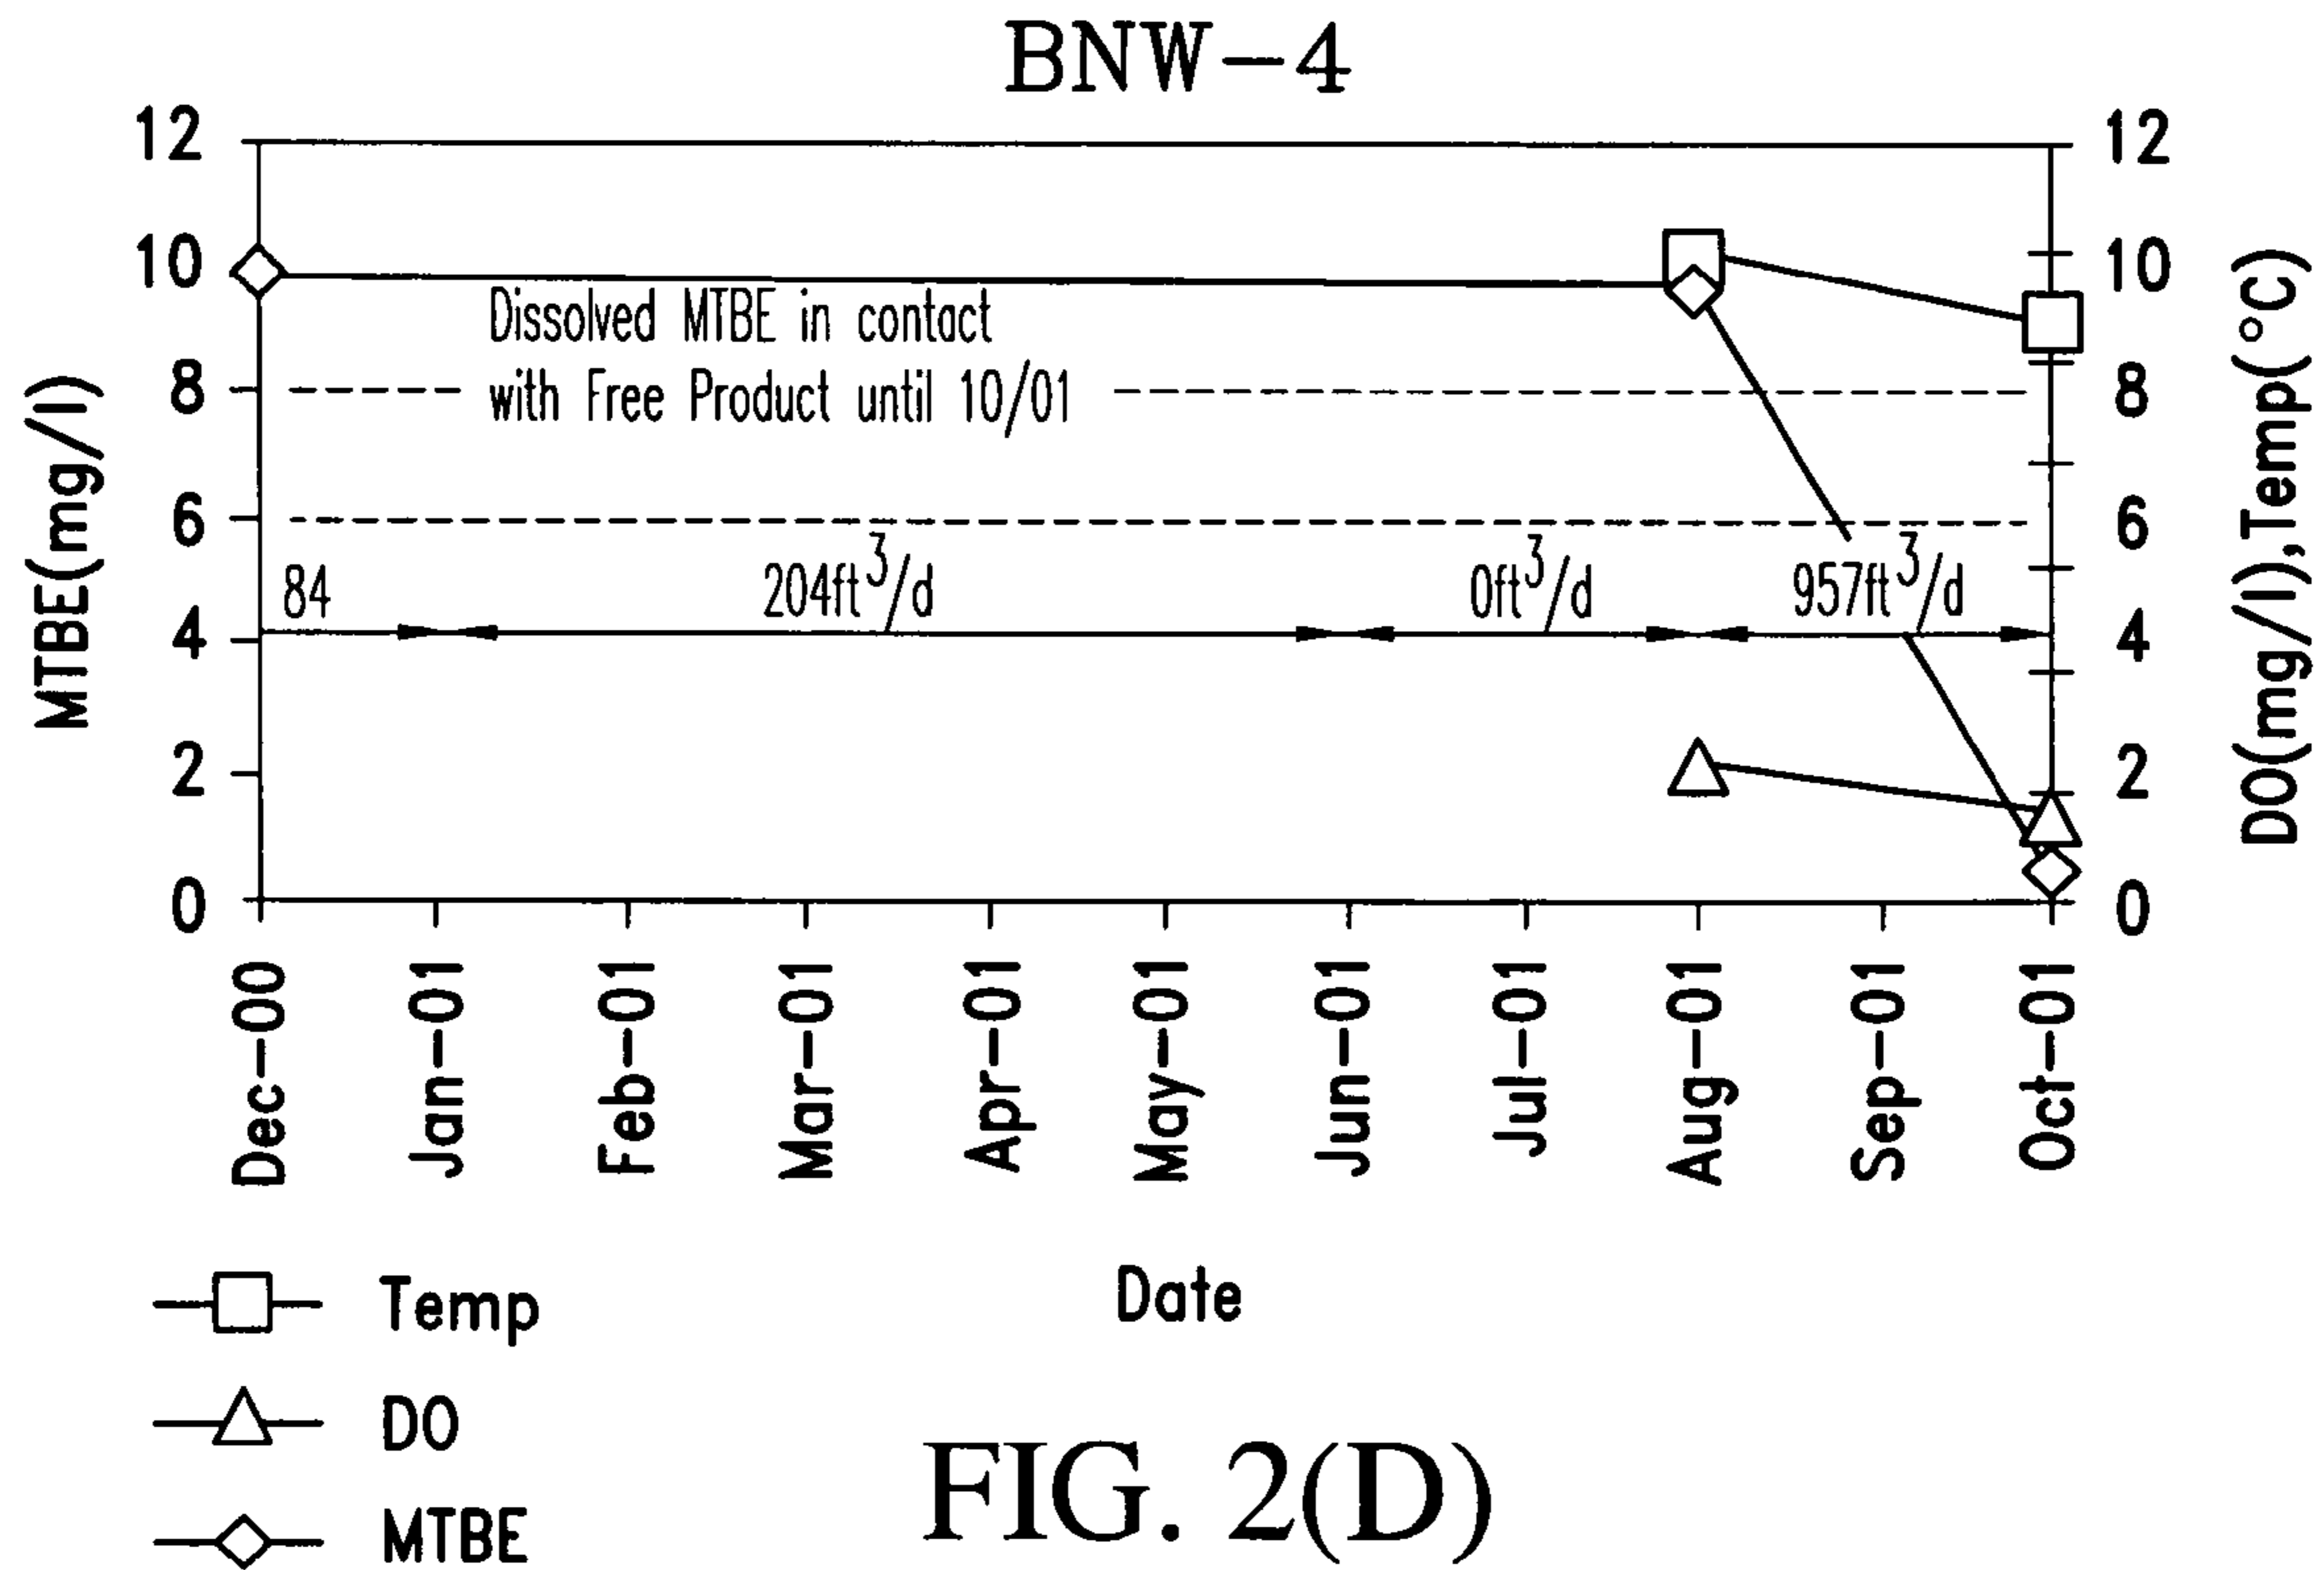 BNW-4
12
10
8
6
4
2
0
MTBE(mg/l)
12
10
8
6
4
2
0
DO(mg/l),Temp(°C)
Dissolved MTBE in contact
with Free Product until 10/01
84
204ft³/d
0ft³/d
957ft³/d
Dec-00
Jan-01
Feb-01
Mar-01
Apr-01
May-01
Jun-01
Jul-01
Aug-01
Sep-01
Oct-01
Date
Temp
DO
MTBE
FIG. 2(D)